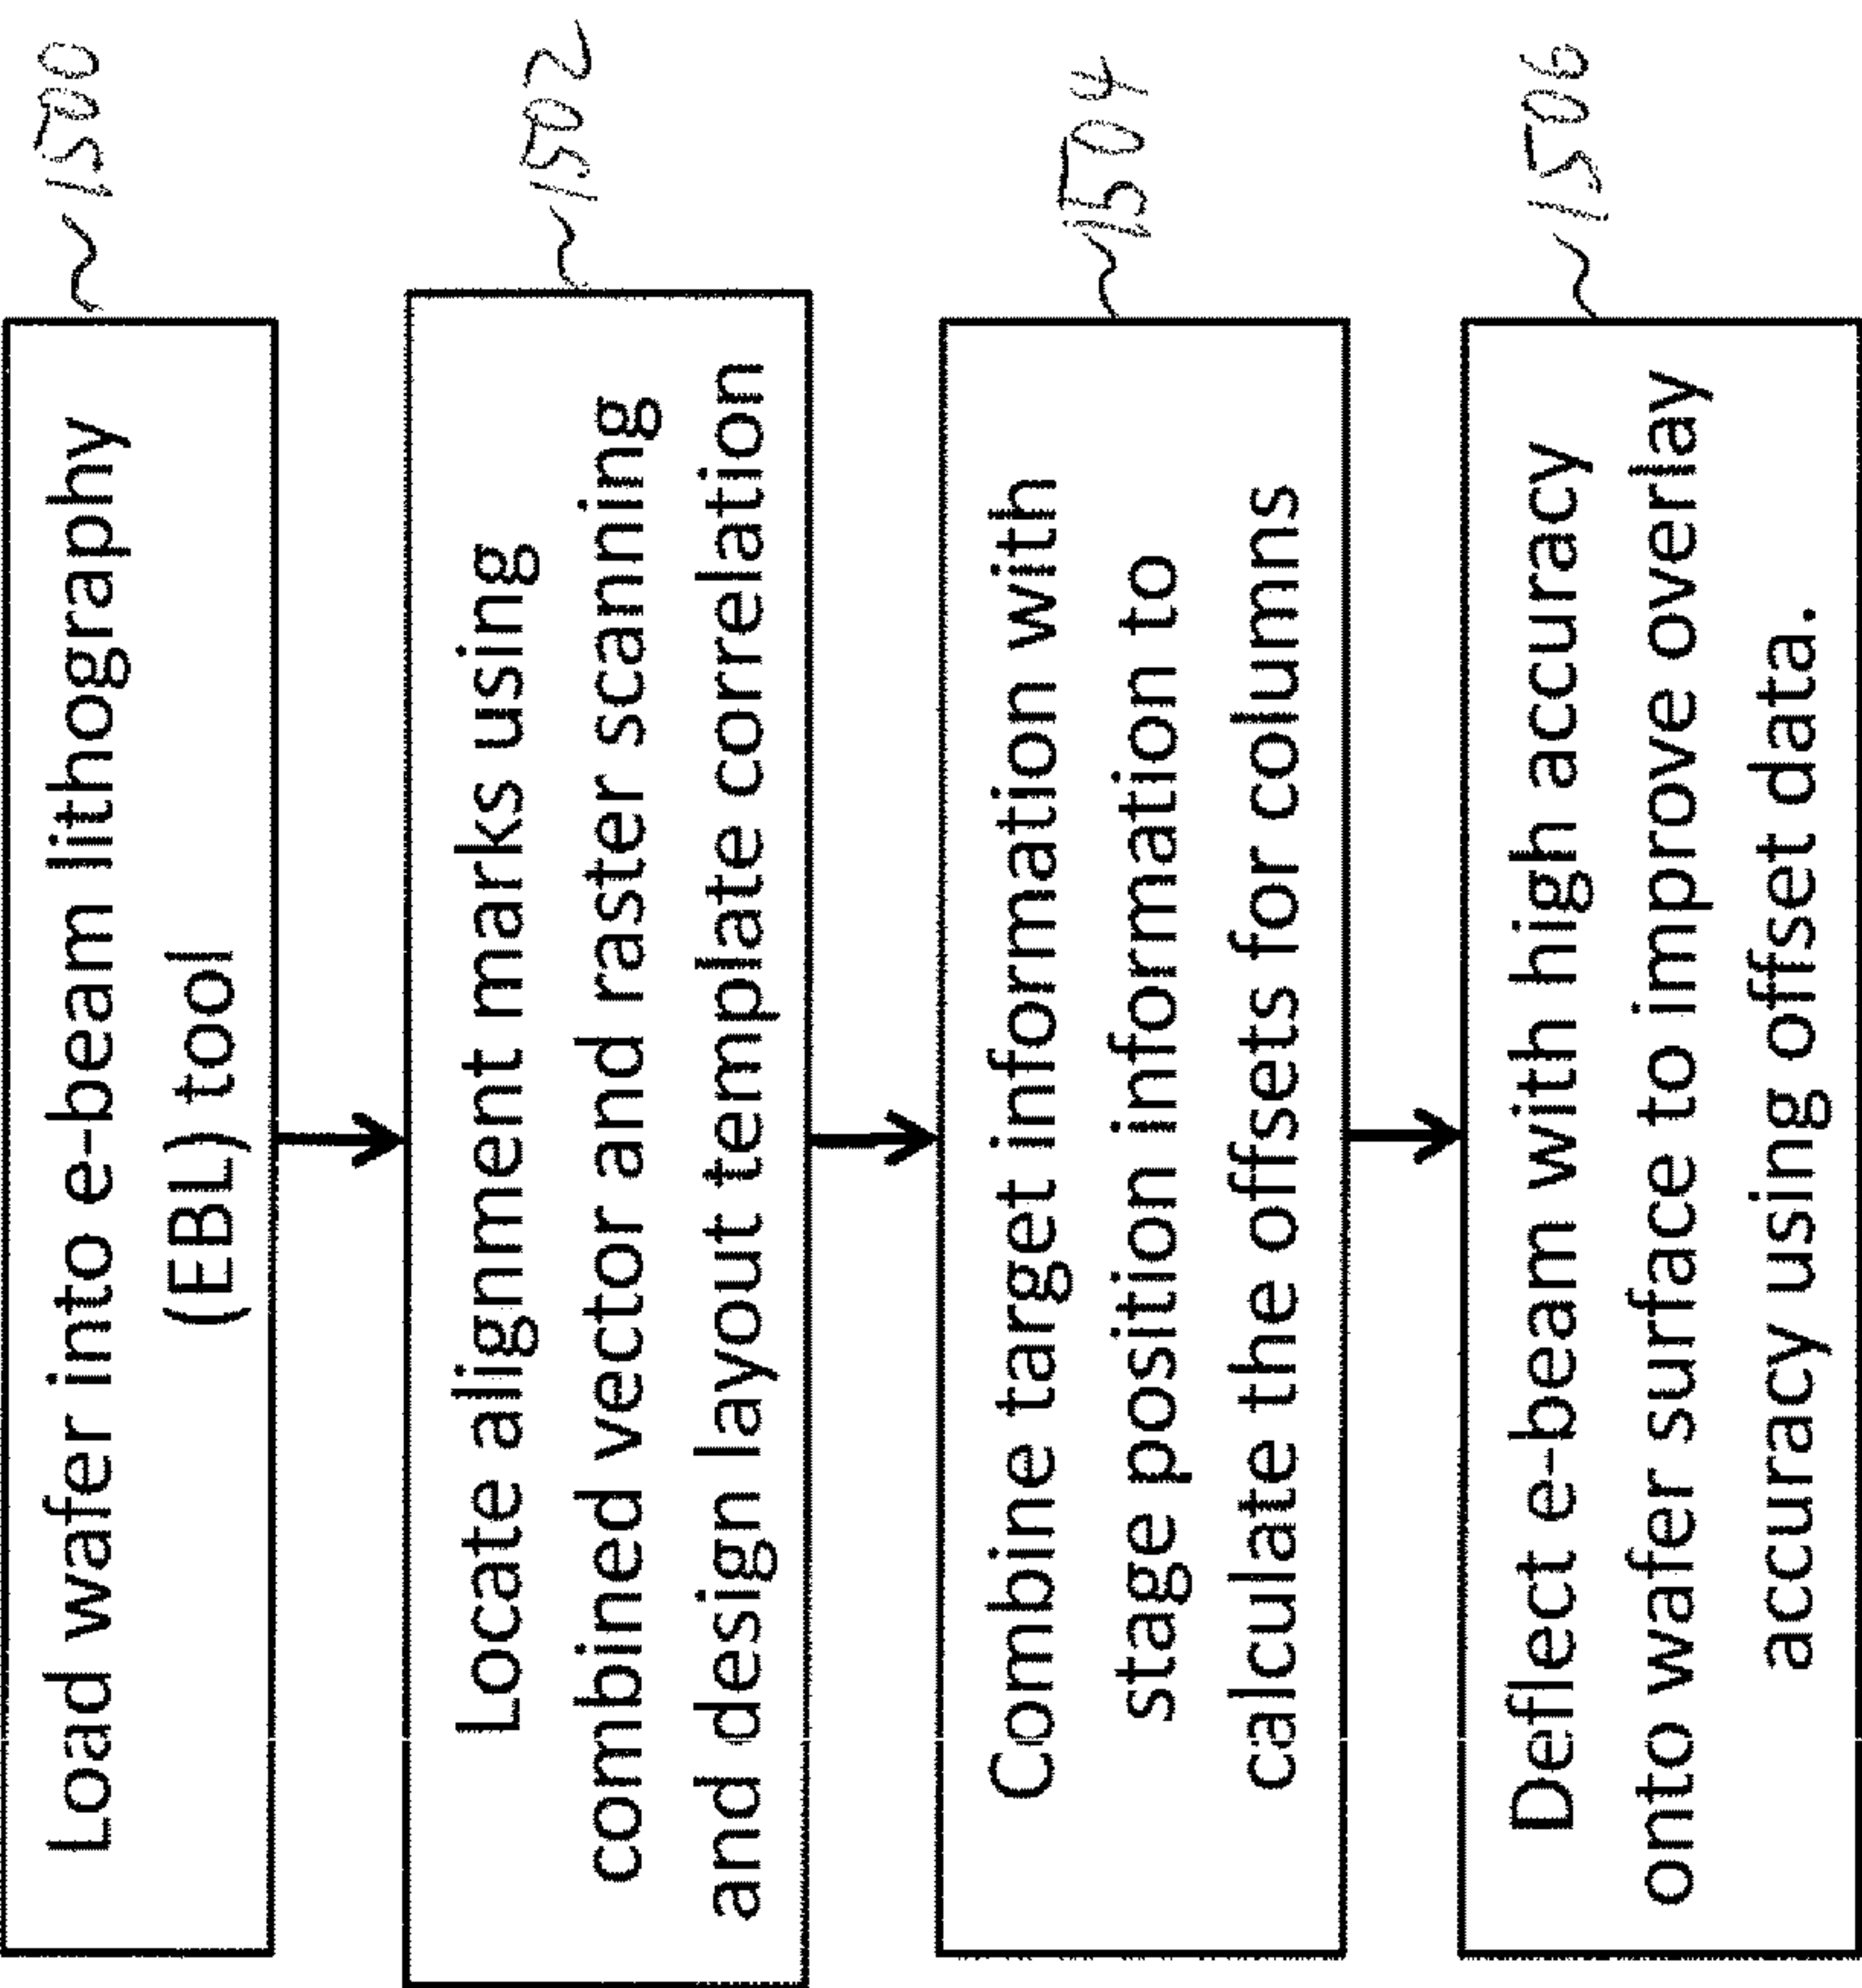 Load wafer into e-beam lithography
(EBL) tool
1500
Locate alignment marks using
combined vector and raster scanning
and design layout template correlation
1502
Combine target information with
stage position information to
calculate the offsets for columns
1504
Deflect e-beam with high accuracy
onto wafer surface to improve overlay
accuracy using offset data.
1506